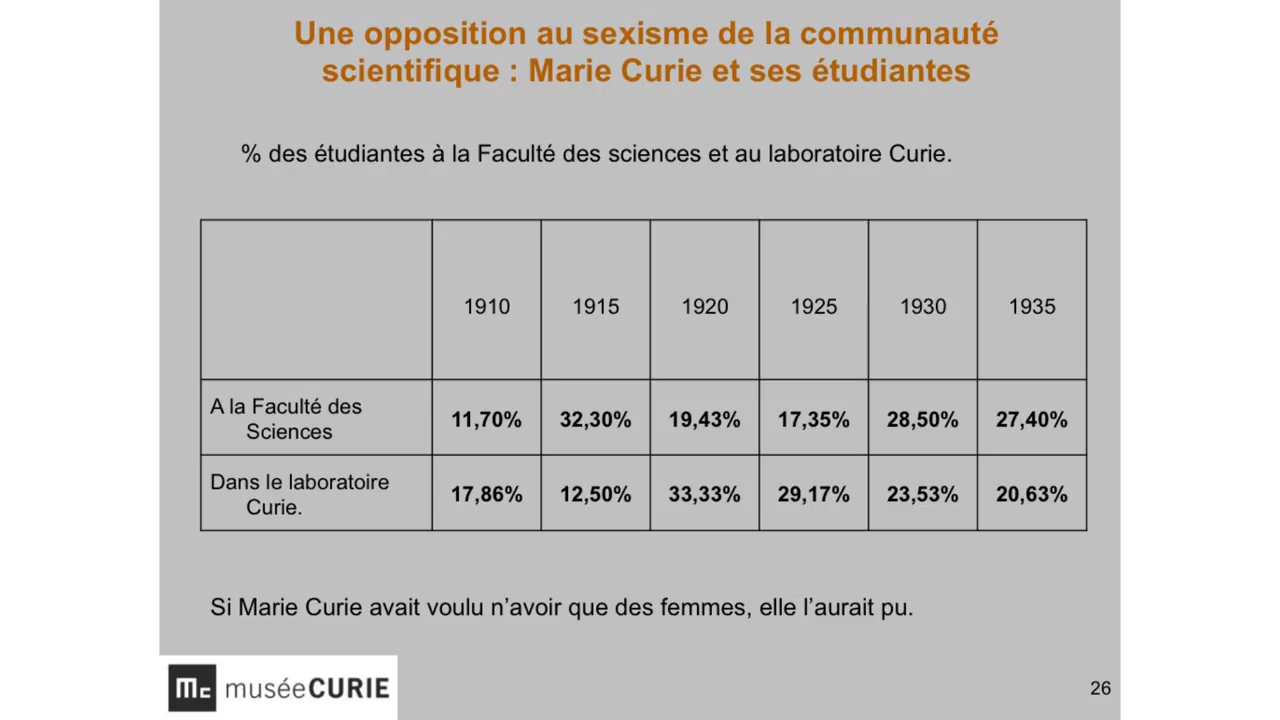 Une opposition au sexisme de la communauté
scientifique : Marie Curie et ses étudiantes
% des étudiantes à la Faculté des sciences et au laboratoire Curie.
1910 1915 1920 1925 1930 1935
A la Faculté des
Sciences
11,70% 32,30% 19,43% 17,35% 28,50% 27,40%
Dans le laboratoire
Curie.
17,86% 12,50% 33,33% 29,17% 23,53% 20,63%
Si Marie Curie avait voulu n’avoir que des femmes, elle l’aurait pu.
Mc muséeCURIE
26